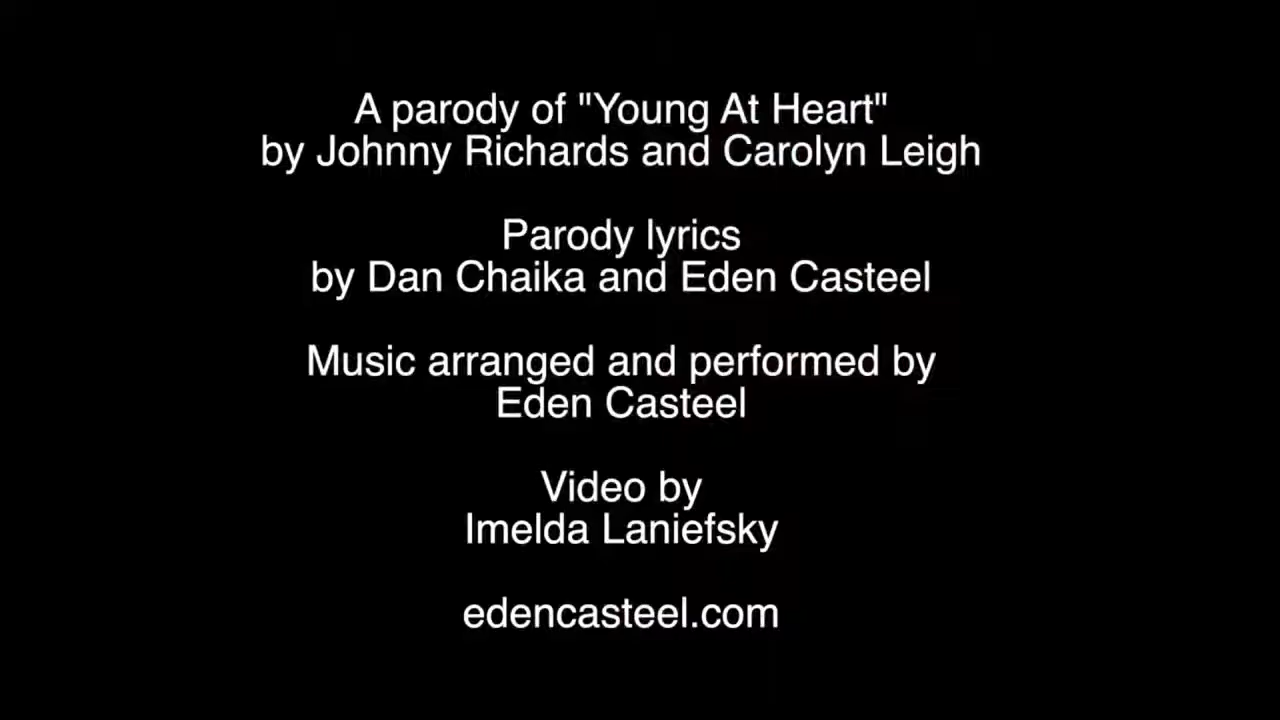 A parody of "Young At Heart"
by Johnny Richards and Carolyn Leigh
Parody lyrics
by Dan Chaika and Eden Casteel
Music arranged and performed by
Eden Casteel
Video by
Imelda Laniefsky
edencasteel.com